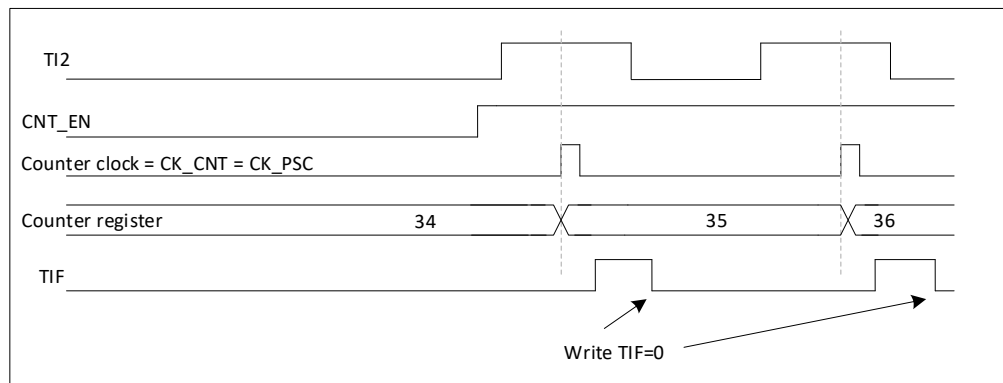 TI2
CNT_EN
Counter clock = CK_CNT = CK_PSC
Counter register 34 35 36
TIF
Write TIF=0